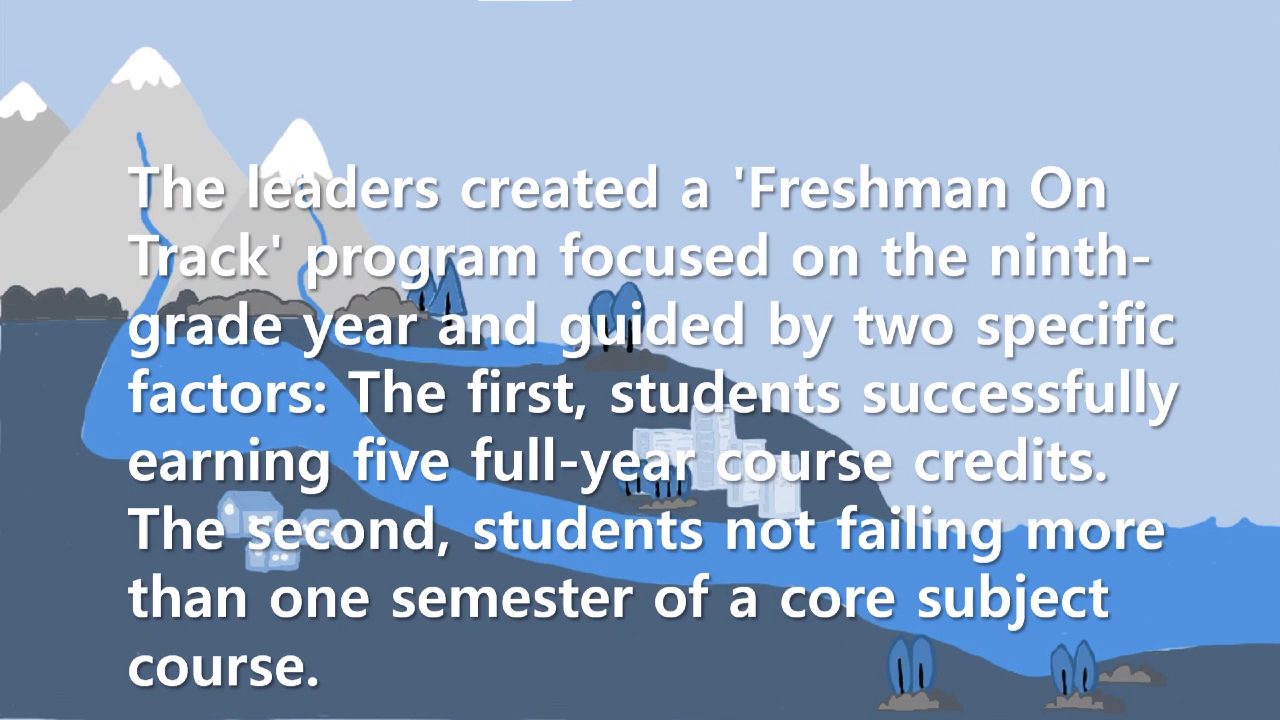 The leaders created a 'Freshman On
Track' program focused on the ninth-
grade year and guided by two specific
factors: The first, students successfully
earning five full-year course credits.
The second, students not failing more
than one semester of a core subject
course.